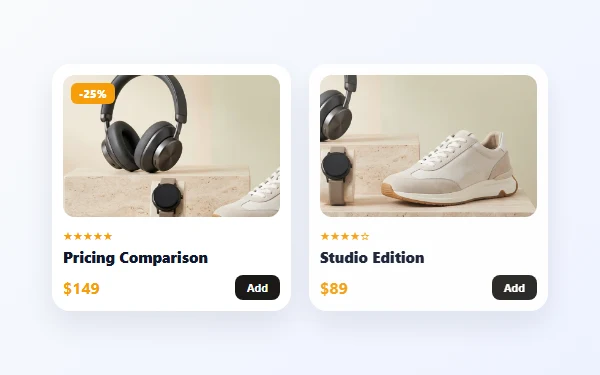 -25%
★★★★★
Pricing Comparison
$149
Add
★★★★☆
Studio Edition
$89
Add